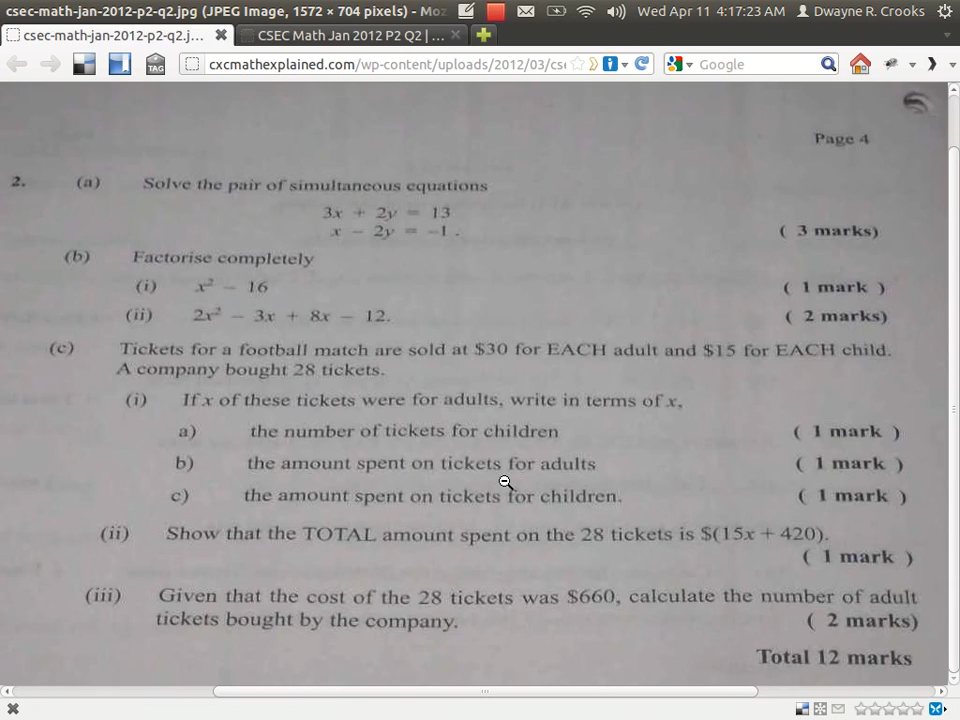 csec-math-jan-2012-p2-q2.jpg (JPEG Image, 1572 × 704 pixels) - Moz
Wed Apr 11 4:17:23 AM Dwayne R. Crooks
csec-math-jan-2012-p2-q2.j... CSEC Math Jan 2012 P2 Q2 | ...
TAG cxcmathexplained.com/wp-content/uploads/2012/03/cse Google
Page 4
2. (a) Solve the pair of simultaneous equations
3x + 2y = 13
x − 2y = −1 .
( 3 marks)
(b) Factorise completely
(i) x² − 16 ( 1 mark )
(ii) 2x² − 3x + 8x − 12. ( 2 marks)
(c) Tickets for a football match are sold at $30 for EACH adult and $15 for EACH child.
A company bought 28 tickets.
(i) If x of these tickets were for adults, write in terms of x,
a) the number of tickets for children ( 1 mark )
b) the amount spent on tickets for adults ( 1 mark )
c) the amount spent on tickets for children. ( 1 mark )
(ii) Show that the TOTAL amount spent on the 28 tickets is $(15x + 420).
( 1 mark )
(iii) Given that the cost of the 28 tickets was $660, calculate the number of adult
tickets bought by the company. ( 2 marks)
Total 12 marks